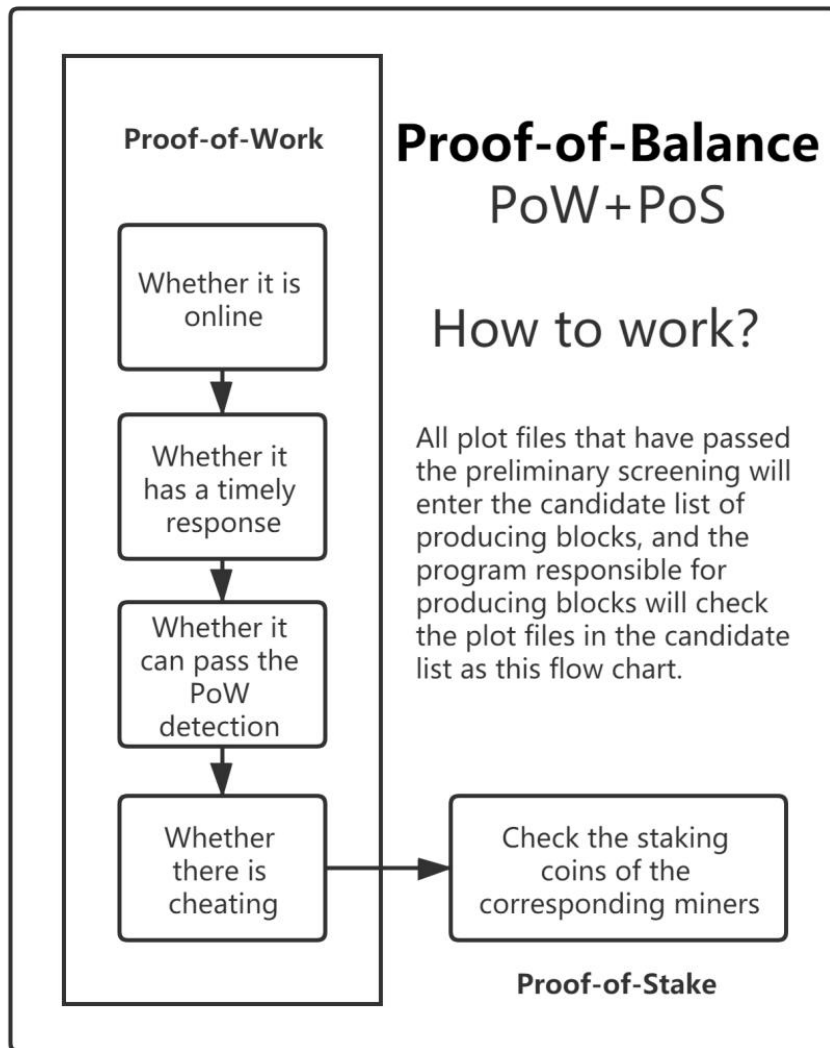 Proof-of-Work
Whether it is
online
Whether it
has a timely
response
Whether it
can pass the
PoW
detection
Whether
there is
cheating
Proof-of-Balance
PoW+PoS
How to work?
All plot files that have passed
the preliminary screening will
enter the candidate list of
producing blocks, and the
program responsible for
producing blocks will check
the plot files in the candidate
list as this flow chart.
Check the staking
coins of the
corresponding miners
Proof-of-Stake